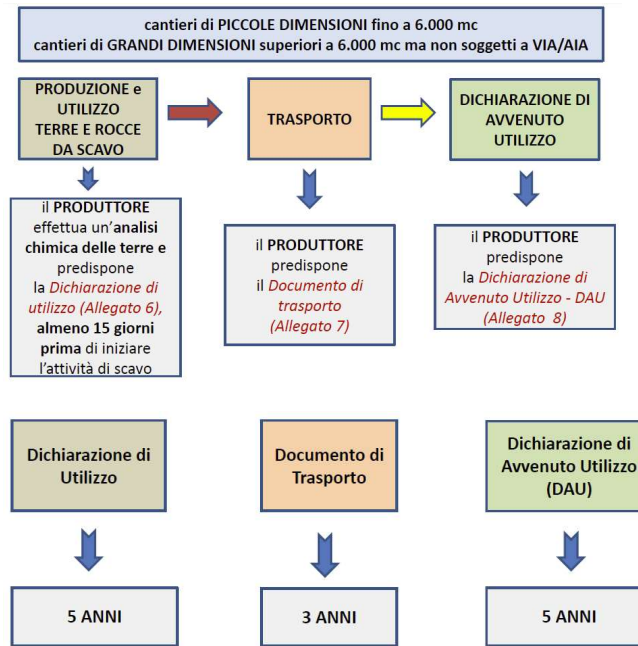 cantieri di PICCOLE DIMENSIONI fino a 6.000 mc
cantieri di GRANDI DIMENSIONI superiori a 6.000 mc ma non soggetti a VIA/AIA
PRODUZIONE e
UTILIZZO
TERRE E ROCCE
DA SCAVO
TRASPORTO
DICHIARAZIONE DI
AVVENUTO
UTILIZZO
il PRODUTTORE
effettua un'analisi
chimica delle terre e
predispone
la Dichiarazione di
utilizzo (Allegato 6),
almeno 15 giorni
prima di iniziare
l'attività di scavo
il PRODUTTORE
predispone
il Documento di
trasporto
(Allegato 7)
il PRODUTTORE
predispone
la Dichiarazione di
Avvenuto Utilizzo - DAU
(Allegato 8)
Dichiarazione di
Utilizzo
Documento di
Trasporto
Dichiarazione di
Avvenuto Utilizzo
(DAU)
5 ANNI
3 ANNI
5 ANNI